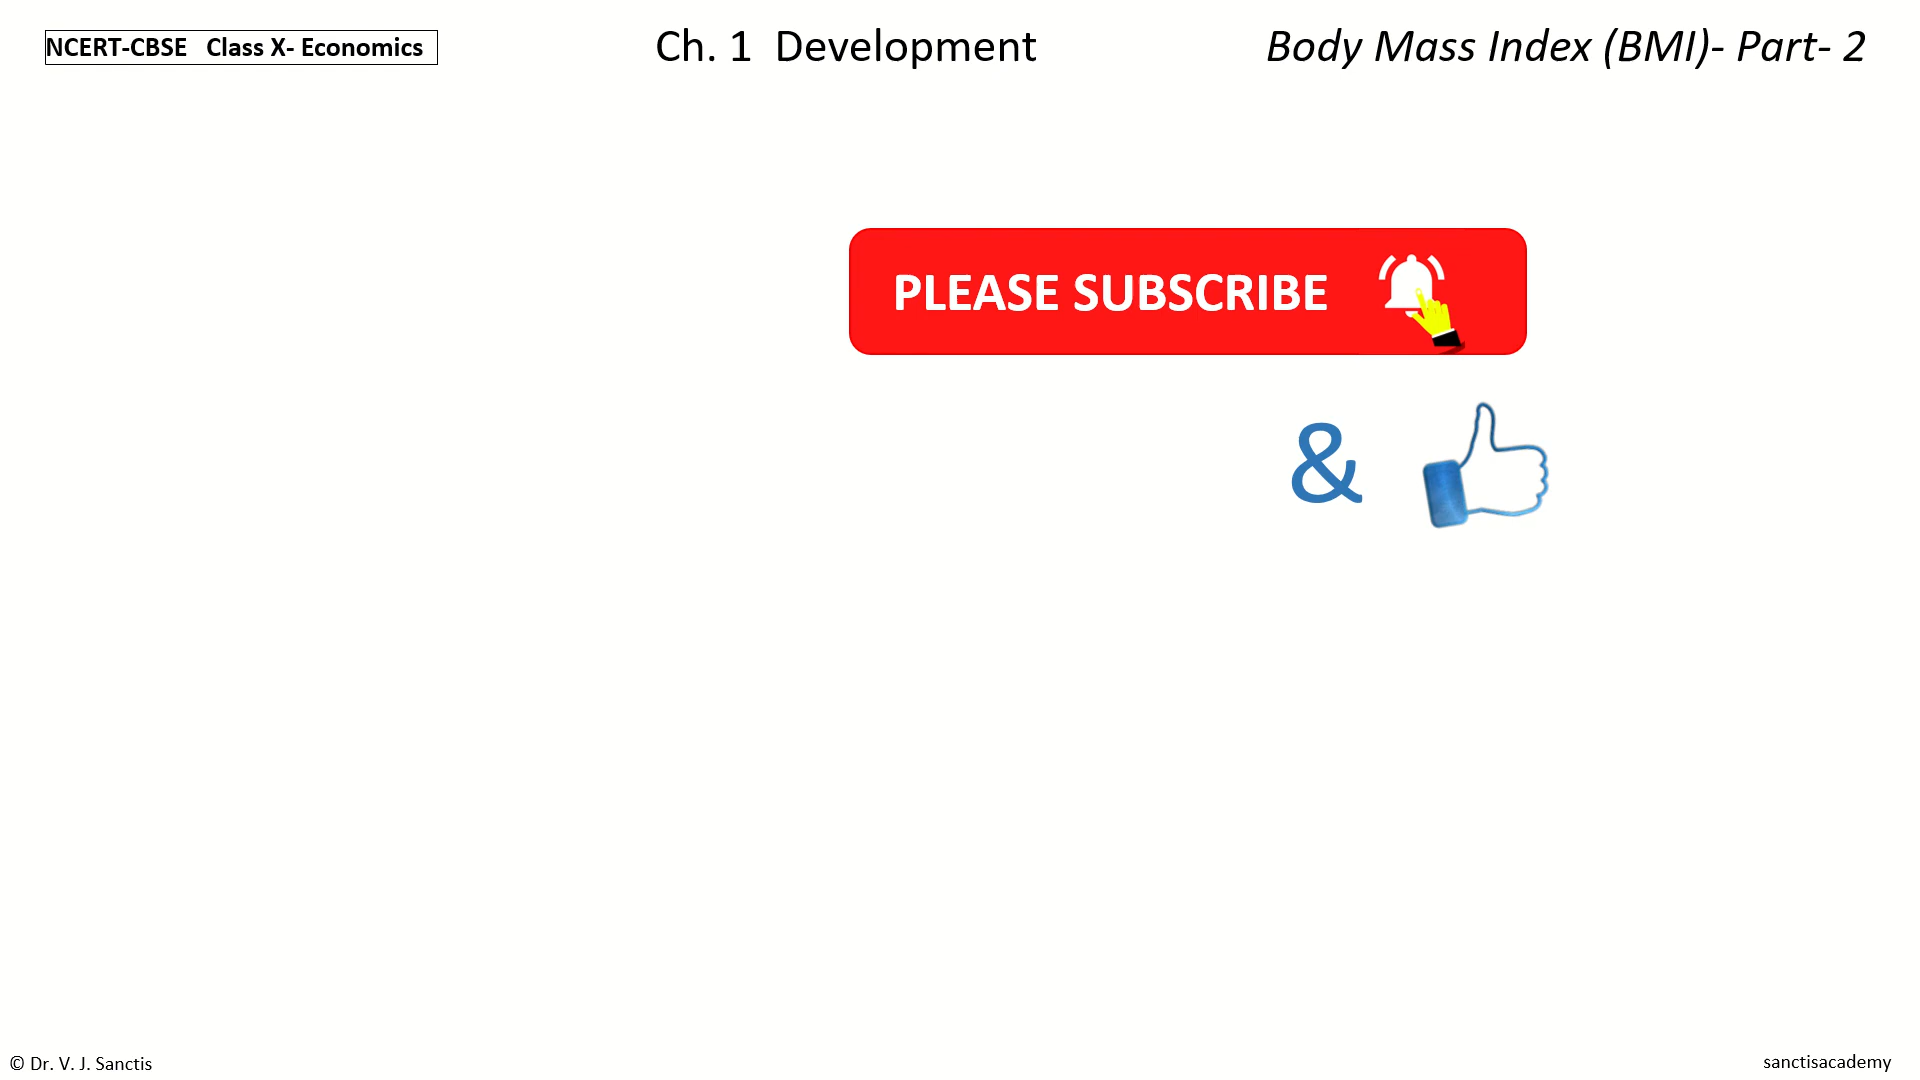 NCERT-CBSE Class X- Economics
Ch. 1 Development
Body Mass Index (BMI)- Part- 2
PLEASE SUBSCRIBE
&
© Dr. V. J. Sanctis
sanctisacademy